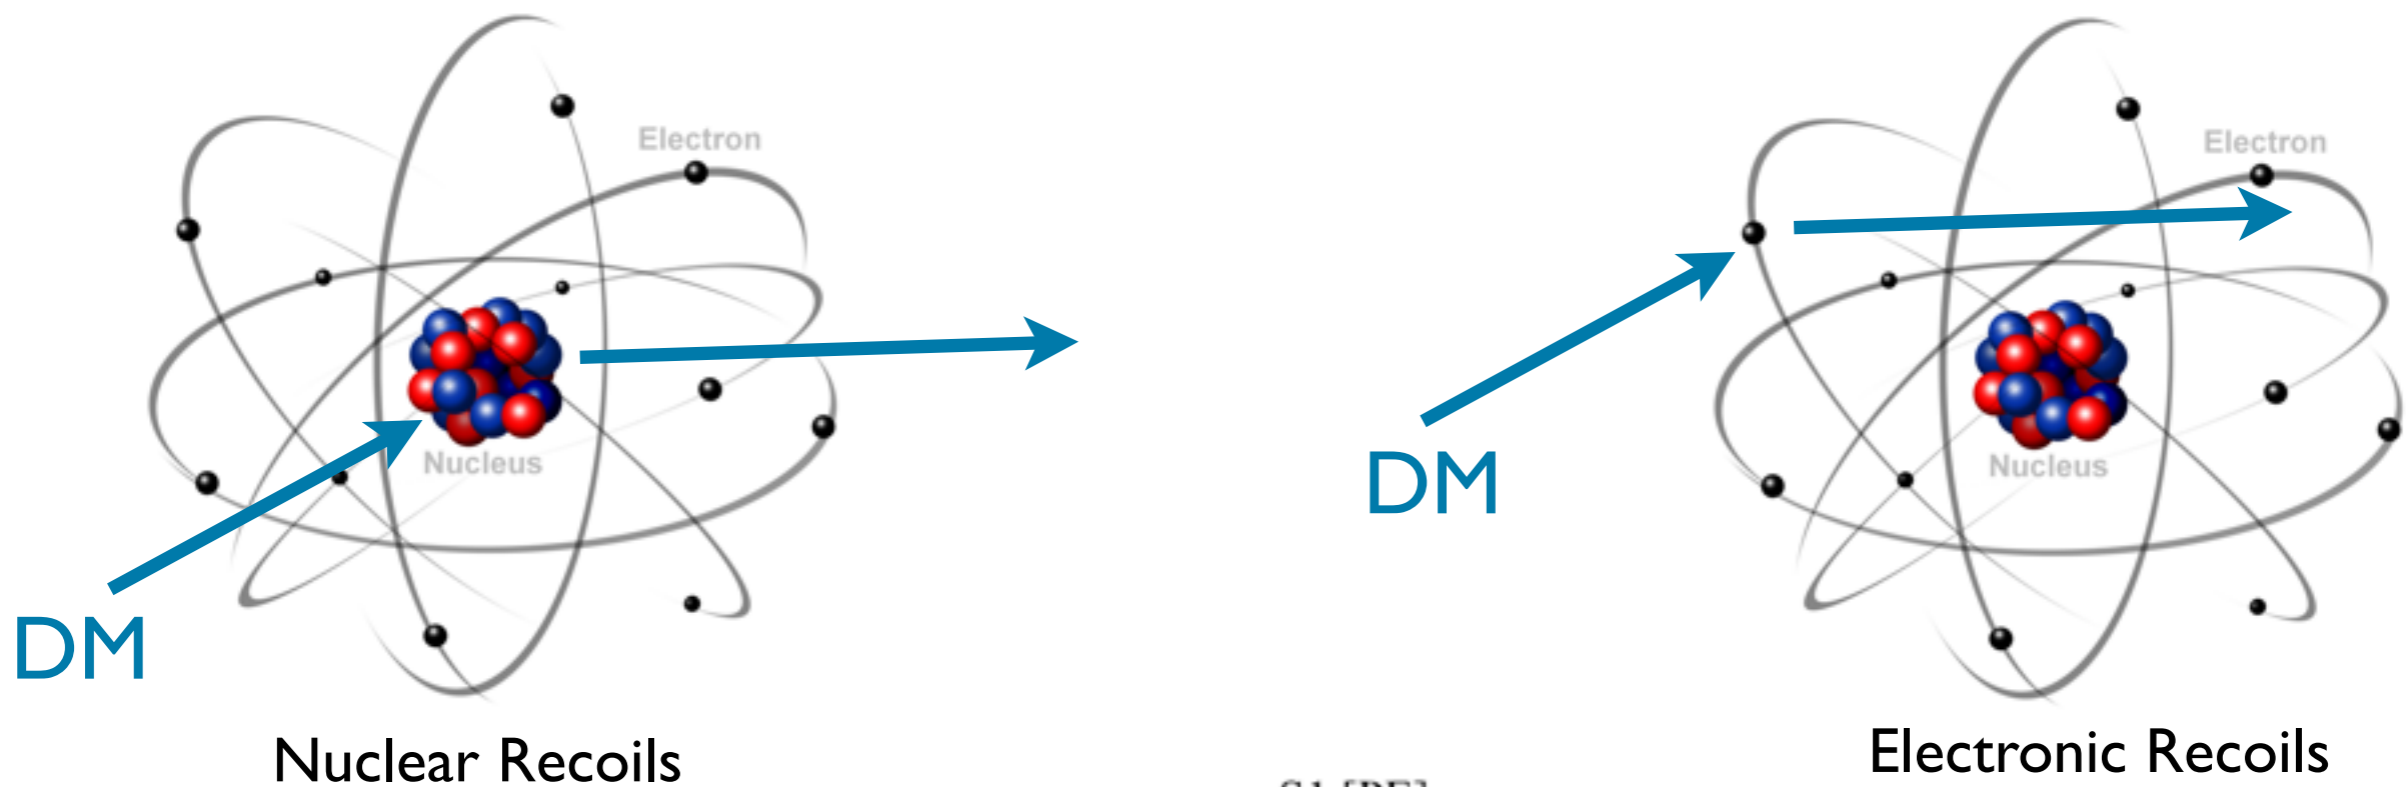 Electron
Nucleus
DM
Nuclear Recoils
Electron
Nucleus
DM
Electronic Recoils